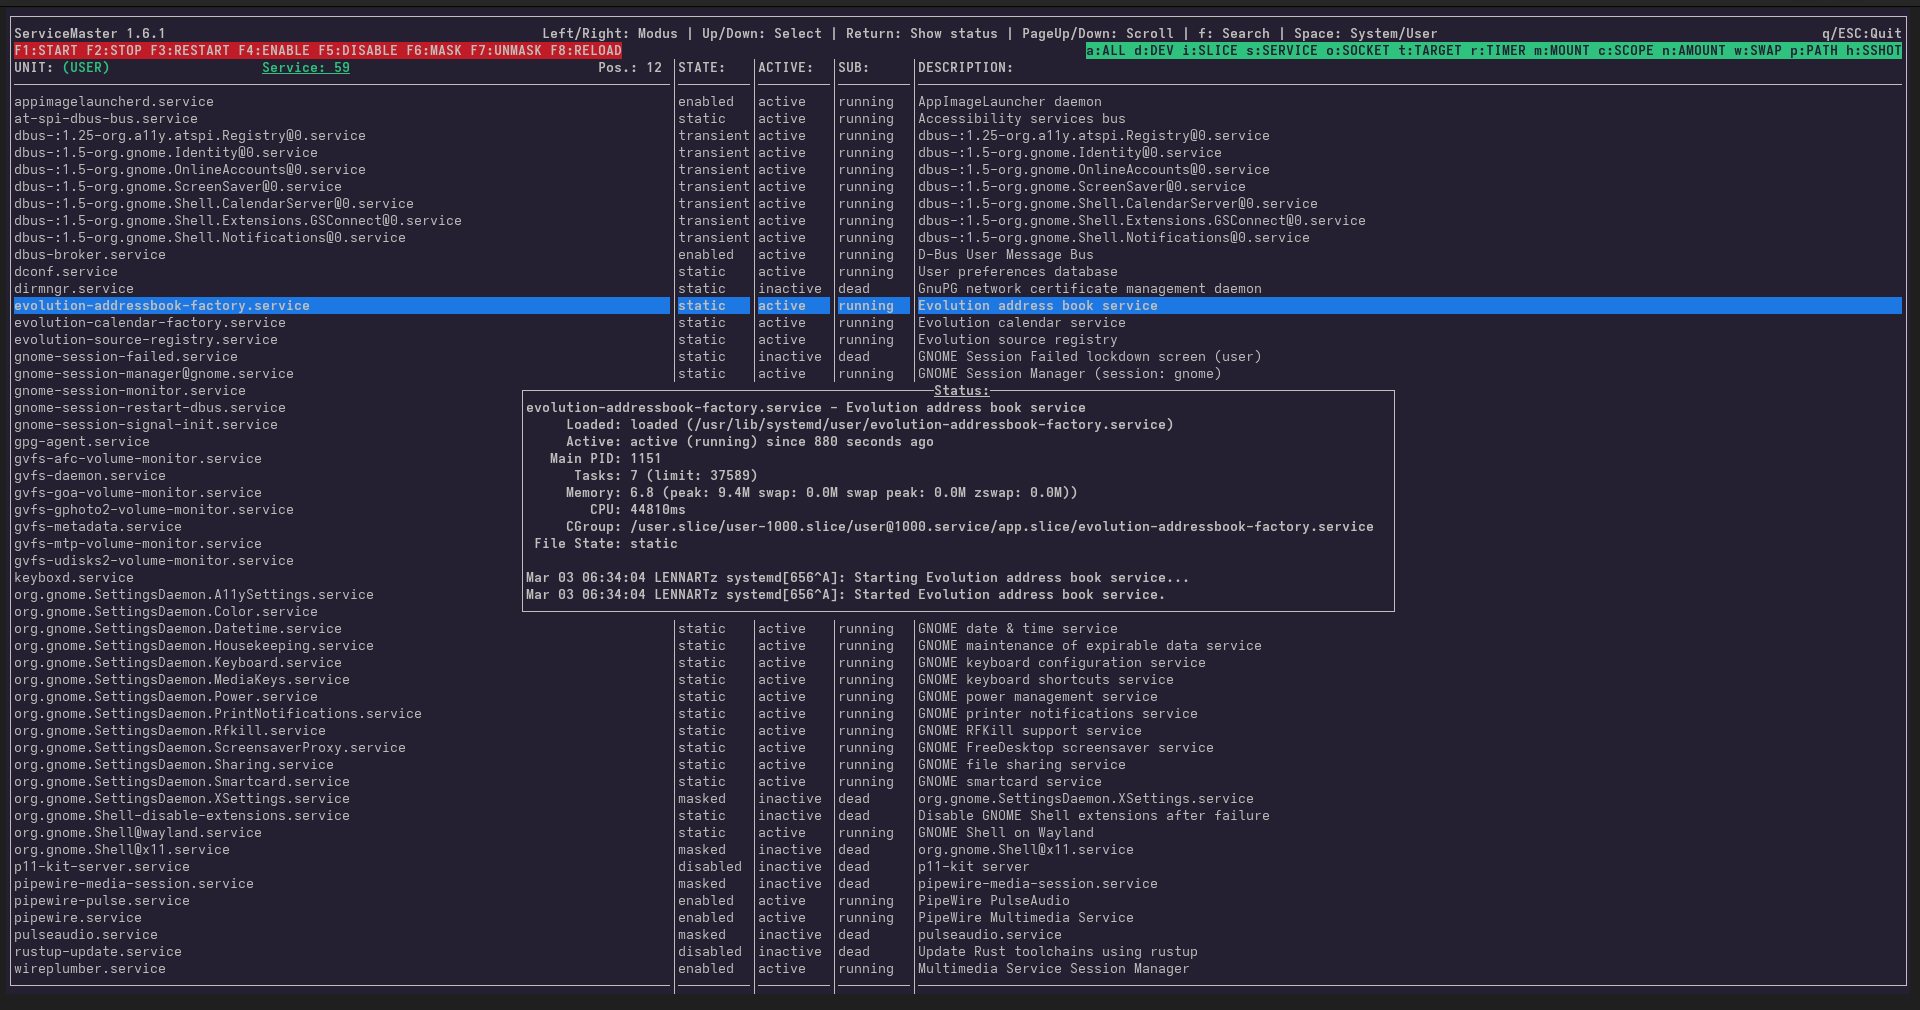 ServiceMaster 1.6.1 Left/Right: Modus | Up/Down: Select | Return: Show status | PageUp/Down: Scroll | f: Search | Space: System/User q/ESC:Quit
F1:START F2:STOP F3:RESTART F4:ENABLE F5:DISABLE F6:MASK F7:UNMASK F8:RELOAD a:ALL d:DEV i:SLICE s:SERVICE o:SOCKET t:TARGET r:TIMER m:MOUNT c:SCOPE n:AMOUNT w:SWAP p:PATH h:SSHOT
UNIT: (USER) Service: 59 Pos.: 12 STATE: ACTIVE: SUB: DESCRIPTION:
appimagelauncherd.service enabled active running AppImageLauncher daemon
at-spi-dbus-bus.service static active running Accessibility services bus
dbus-:1.25-org.a11y.atspi.Registry@0.service transient active running dbus-:1.25-org.a11y.atspi.Registry@0.service
dbus-:1.5-org.gnome.Identity@0.service transient active running dbus-:1.5-org.gnome.Identity@0.service
dbus-:1.5-org.gnome.OnlineAccounts@0.service transient active running dbus-:1.5-org.gnome.OnlineAccounts@0.service
dbus-:1.5-org.gnome.ScreenSaver@0.service transient active running dbus-:1.5-org.gnome.ScreenSaver@0.service
dbus-:1.5-org.gnome.Shell.CalendarServer@0.service transient active running dbus-:1.5-org.gnome.Shell.CalendarServer@0.service
dbus-:1.5-org.gnome.Shell.Extensions.GSConnect@0.service transient active running dbus-:1.5-org.gnome.Shell.Extensions.GSConnect@0.service
dbus-:1.5-org.gnome.Shell.Notifications@0.service transient active running dbus-:1.5-org.gnome.Shell.Notifications@0.service
dbus-broker.service enabled active running D-Bus User Message Bus
dconf.service static active running User preferences database
dirmngr.service static inactive dead GnuPG network certificate management daemon
evolution-addressbook-factory.service static active running Evolution address book service
evolution-calendar-factory.service static active running Evolution calendar service
evolution-source-registry.service static active running Evolution source registry
gnome-session-failed.service static inactive dead GNOME Session Failed lockdown screen (user)
gnome-session-manager@gnome.service static active running GNOME Session Manager (session: gnome)
gnome-session-monitor.service
gnome-session-restart-dbus.service
gnome-session-signal-init.service
gpg-agent.service
gvfs-afc-volume-monitor.service
gvfs-daemon.service
gvfs-goa-volume-monitor.service
gvfs-gphoto2-volume-monitor.service
gvfs-metadata.service
gvfs-mtp-volume-monitor.service
gvfs-udisks2-volume-monitor.service
keyboxd.service
org.gnome.SettingsDaemon.A11ySettings.service
org.gnome.SettingsDaemon.Color.service
Status:
evolution-addressbook-factory.service - Evolution address book service
Loaded: loaded (/usr/lib/systemd/user/evolution-addressbook-factory.service)
Active: active (running) since 880 seconds ago
Main PID: 1151
Tasks: 7 (limit: 37589)
Memory: 6.8 (peak: 9.4M swap: 0.0M swap peak: 0.0M zswap: 0.0M))
CPU: 44810ms
CGroup: /user.slice/user-1000.slice/user@1000.service/app.slice/evolution-addressbook-factory.service
File State: static
Mar 03 06:34:04 LENNARTz systemd[656^A]: Starting Evolution address book service...
Mar 03 06:34:04 LENNARTz systemd[656^A]: Started Evolution address book service.
org.gnome.SettingsDaemon.Datetime.service static active running GNOME date & time service
org.gnome.SettingsDaemon.Housekeeping.service static active running GNOME maintenance of expirable data service
org.gnome.SettingsDaemon.Keyboard.service static active running GNOME keyboard configuration service
org.gnome.SettingsDaemon.MediaKeys.service static active running GNOME keyboard shortcuts service
org.gnome.SettingsDaemon.Power.service static active running GNOME power management service
org.gnome.SettingsDaemon.PrintNotifications.service static active running GNOME printer notifications service
org.gnome.SettingsDaemon.Rfkill.service static active running GNOME RFKill support service
org.gnome.SettingsDaemon.ScreensaverProxy.service static active running GNOME FreeDesktop screensaver service
org.gnome.SettingsDaemon.Sharing.service static active running GNOME file sharing service
org.gnome.SettingsDaemon.Smartcard.service static active running GNOME smartcard service
org.gnome.SettingsDaemon.XSettings.service masked inactive dead org.gnome.SettingsDaemon.XSettings.service
org.gnome.Shell-disable-extensions.service static inactive dead Disable GNOME Shell extensions after failure
org.gnome.Shell@wayland.service static active running GNOME Shell on Wayland
org.gnome.Shell@x11.service masked inactive dead org.gnome.Shell@x11.service
p11-kit-server.service disabled inactive dead p11-kit server
pipewire-media-session.service masked inactive dead pipewire-media-session.service
pipewire-pulse.service enabled active running PipeWire PulseAudio
pipewire.service enabled active running PipeWire Multimedia Service
pulseaudio.service masked inactive dead pulseaudio.service
rustup-update.service disabled inactive dead Update Rust toolchains using rustup
wireplumber.service enabled active running Multimedia Service Session Manager